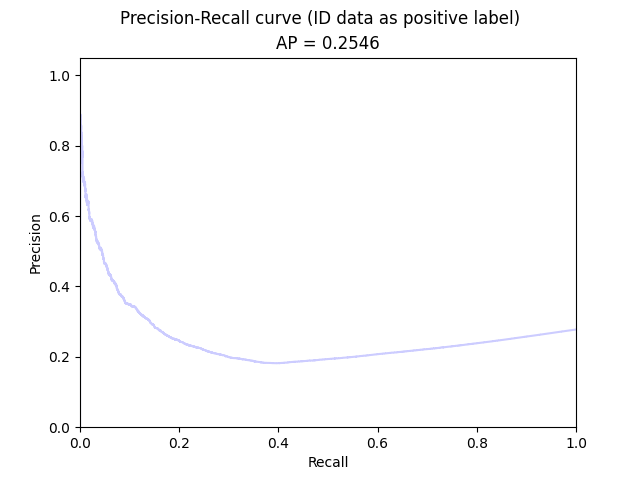 Precision-Recall curve (ID data as positive label)
AP = 0.2546
1.0
0.8
0.6
0.4
0.2
0.0
Precision
0.0 0.2 0.4 0.6 0.8 1.0
Recall